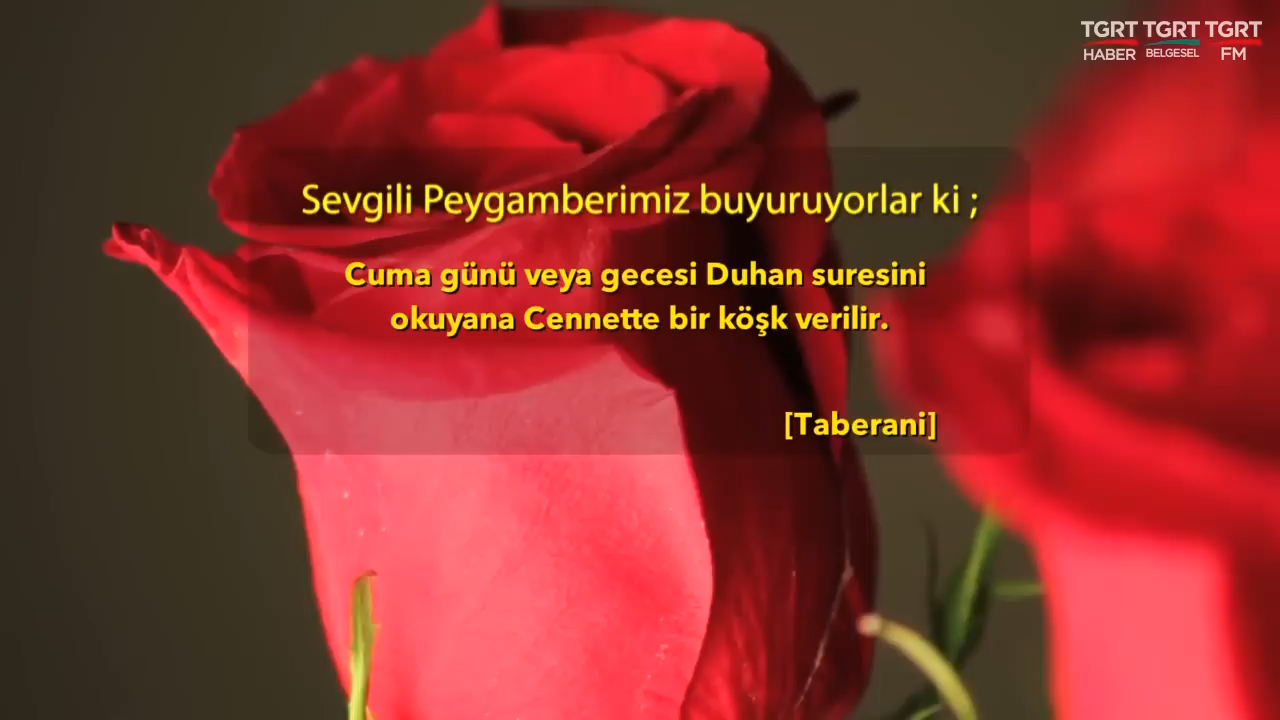 TGRT TGRT TGRT
HABER BELGESEL FM
Sevgili Peygamberimiz buyuruyorlar ki ;
Cuma günü veya gecesi Duhan suresini
okuyana Cennette bir köşk verilir.
[Taberani]